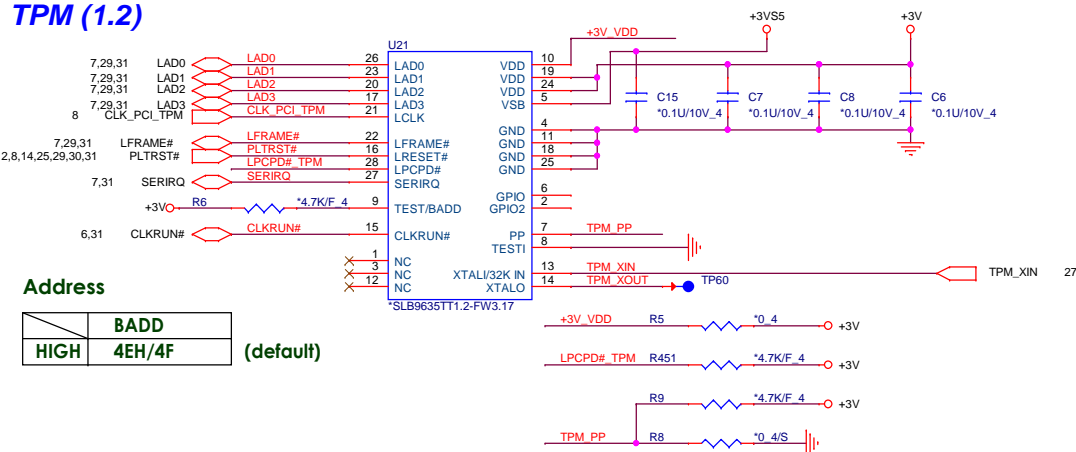 TPM (1.2)
+3VS5
+3V
+3V_VDD
U21
7,29,31 LAD0 LAD0 26 LAD0 VDD 10
7,29,31 LAD1 LAD1 23 LAD1 VDD 19
7,29,31 LAD2 LAD2 20 LAD2 VDD 24
7,29,31 LAD3 LAD3 17 LAD3 VSB 5
8 CLK_PCI_TPM CLK_PCI_TPM 21 LCLK
C15 C7 C8 C6
*0.1U/10V_4 *0.1U/10V_4 *0.1U/10V_4 *0.1U/10V_4
GND 4
7,29,31 LFRAME# LFRAME# 22 LFRAME# GND 11
2,8,14,25,29,30,31 PLTRST# PLTRST# 16 LRESET# GND 18
LPCPD#_TPM 28 LPCPD# GND 25
7,31 SERIRQ SERIRQ 27 SERIRQ
GPIO 6
+3V R6 *4.7K/F_4 9 TEST/BADD GPIO2 2
6,31 CLKRUN# CLKRUN# 15 CLKRUN# PP 7 TPM_PP
TESTI 8
1 NC
3 NC XTALI/32K IN 13 TPM_XIN TPM_XIN 27
12 NC XTALO 14 TPM_XOUT TP60
*SLB9635TT1.2-FW3.17
Address
BADD
HIGH 4EH/4F (default)
+3V_VDD R5 *0_4 +3V
LPCPD#_TPM R451 *4.7K/F_4 +3V
R9 *4.7K/F_4 +3V
TPM_PP R8 *0_4/S